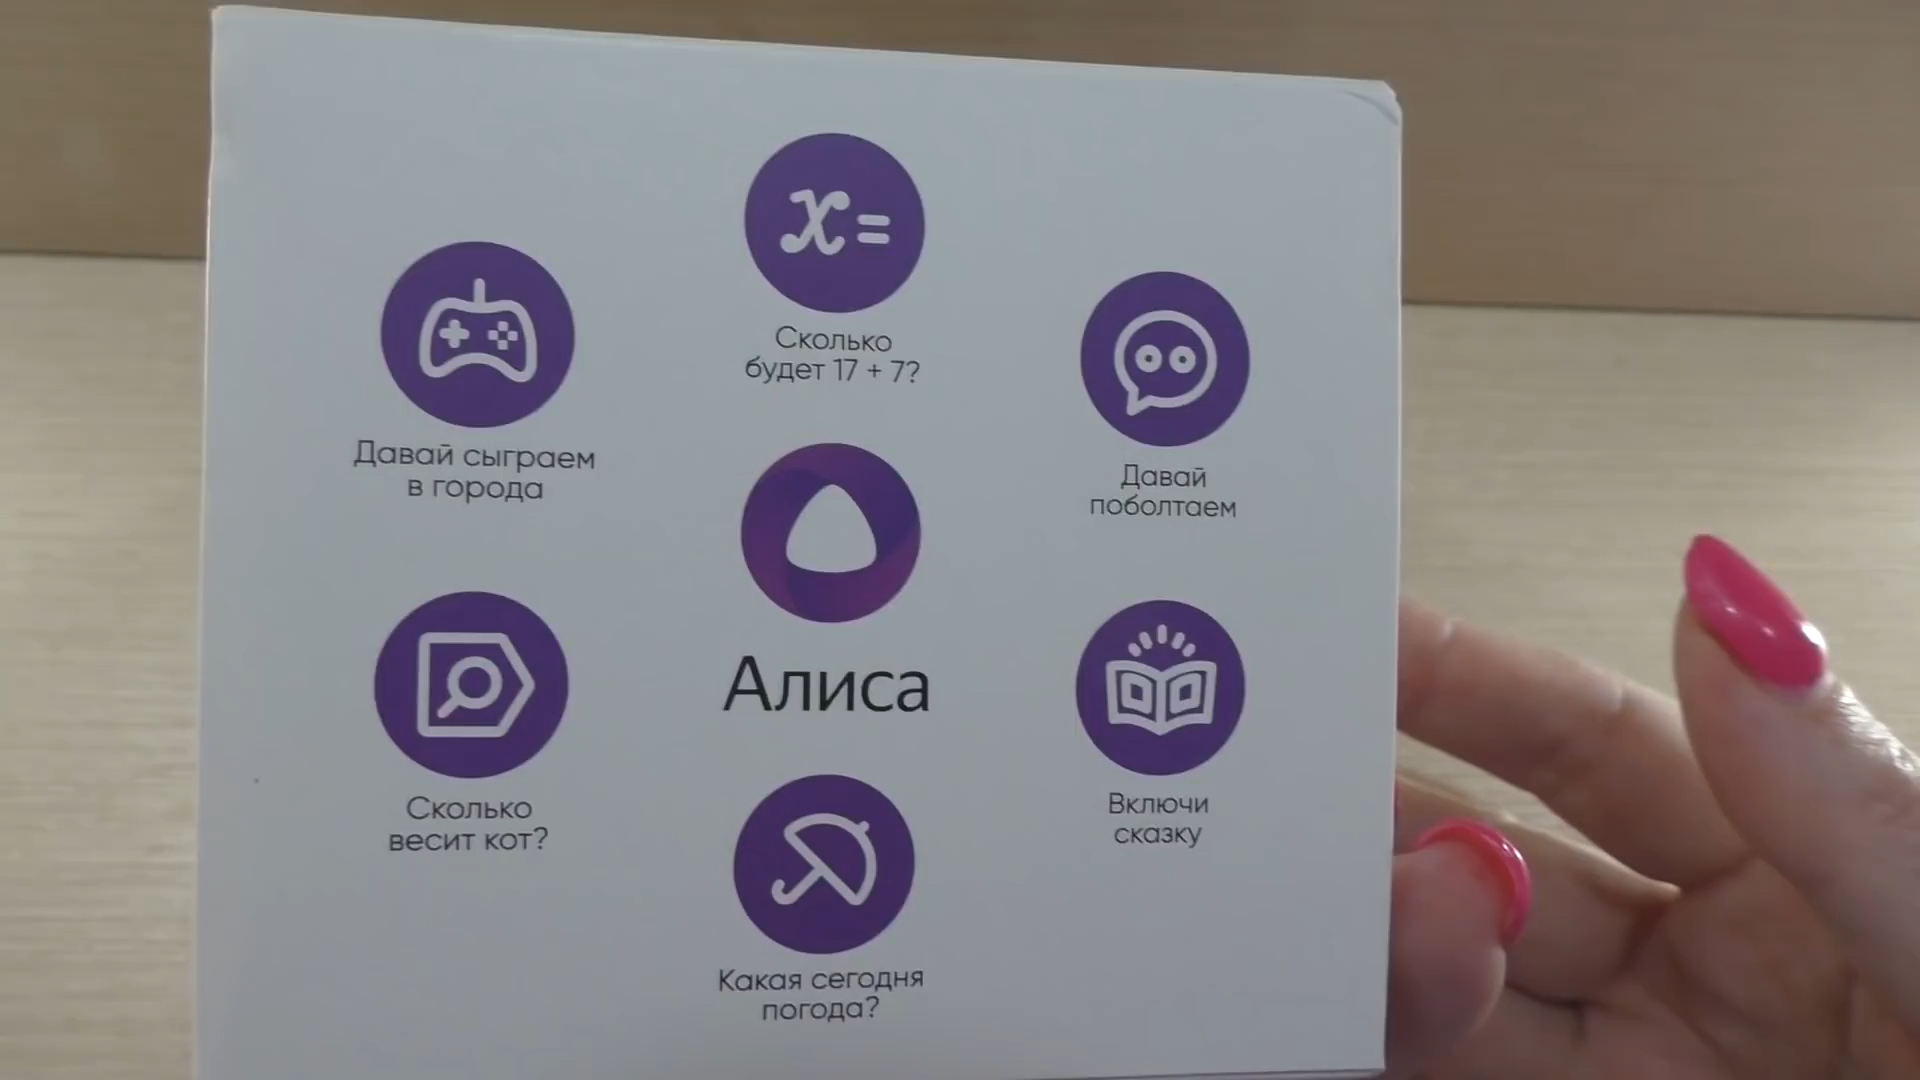 x=
Сколько
будет 17 + 7?
Давай сыграем
в города
Давай
поболтаем
Алиса
Сколько
весит кот?
Включи
сказку
Какая сегодня
погода?